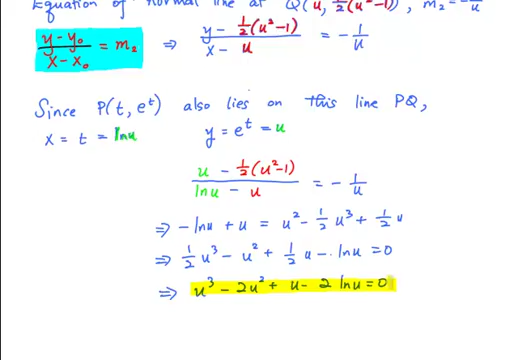 Equation of Normal line at Q(u, ½(u²-1)), m₂ = -1/u
(y - y₀)/(x - x₀) = m₂ ⇒ (y - ½(u²-1))/(x - u) = -1/u
Since P(t, eᵗ) also lies on this line PQ,
x = t = ln u y = eᵗ = u
(u - ½(u²-1))/(ln u - u) = -1/u
⇒ -ln u + u = u² - ½u³ + ½u
⇒ ½u³ - u² + ½u - ln u = 0
⇒ u³ - 2u² + u - 2 ln u = 0